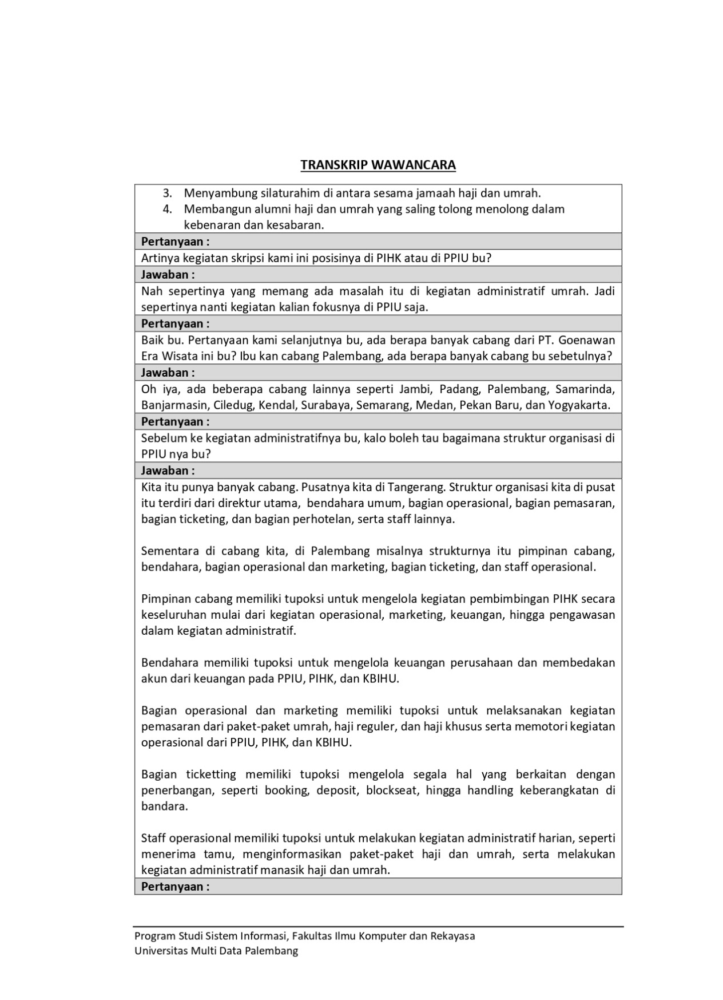 TRANSKRIP WAWANCARA
3. Menyambung silaturahim di antara sesama jamaah haji dan umrah.
4. Membangun alumni haji dan umrah yang saling tolong menolong dalam
kebenaran dan kesabaran.
Pertanyaan :
Artinya kegiatan skripsi kami ini posisinya di PIHK atau di PPIU bu?
Jawaban :
Nah sepertinya yang memang ada masalah itu di kegiatan administratif umrah. Jadi
sepertinya nanti kegiatan kalian fokusnya di PPIU saja.
Pertanyaan :
Baik bu. Pertanyaan kami selanjutnya bu, ada berapa banyak cabang dari PT. Goenawan
Era Wisata ini bu? Ibu kan cabang Palembang, ada berapa banyak cabang bu sebetulnya?
Jawaban :
Oh iya, ada beberapa cabang lainnya seperti Jambi, Padang, Palembang, Samarinda,
Banjarmasin, Ciledug, Kendal, Surabaya, Semarang, Medan, Pekan Baru, dan Yogyakarta.
Pertanyaan :
Sebelum ke kegiatan administratifnya bu, kalo boleh tau bagaimana struktur organisasi di
PPIU nya bu?
Jawaban :
Kita itu punya banyak cabang. Pusatnya kita di Tangerang. Struktur organisasi kita di pusat
itu terdiri dari direktur utama, bendahara umum, bagian operasional, bagian pemasaran,
bagian ticketing, dan bagian perhotelan, serta staff lainnya.
Sementara di cabang kita, di Palembang misalnya strukturnya itu pimpinan cabang,
bendahara, bagian operasional dan marketing, bagian ticketing, dan staff operasional.
Pimpinan cabang memiliki tupoksi untuk mengelola kegiatan pembimbingan PIHK secara
keseluruhan mulai dari kegiatan operasional, marketing, keuangan, hingga pengawasan
dalam kegiatan administratif.
Bendahara memiliki tupoksi untuk mengelola keuangan perusahaan dan membedakan
akun dari keuangan pada PPIU, PIHK, dan KBIHU.
Bagian operasional dan marketing memiliki tupoksi untuk melaksanakan kegiatan
pemasaran dari paket-paket umrah, haji reguler, dan haji khusus serta memotori kegiatan
operasional dari PPIU, PIHK, dan KBIHU.
Bagian ticketting memiliki tupoksi mengelola segala hal yang berkaitan dengan
penerbangan, seperti booking, deposit, blockseat, hingga handling keberangkatan di
bandara.
Staff operasional memiliki tupoksi untuk melakukan kegiatan administratif harian, seperti
menerima tamu, menginformasikan paket-paket haji dan umrah, serta melakukan
kegiatan administratif manasik haji dan umrah.
Pertanyaan :
Program Studi Sistem Informasi, Fakultas Ilmu Komputer dan Rekayasa
Universitas Multi Data Palembang